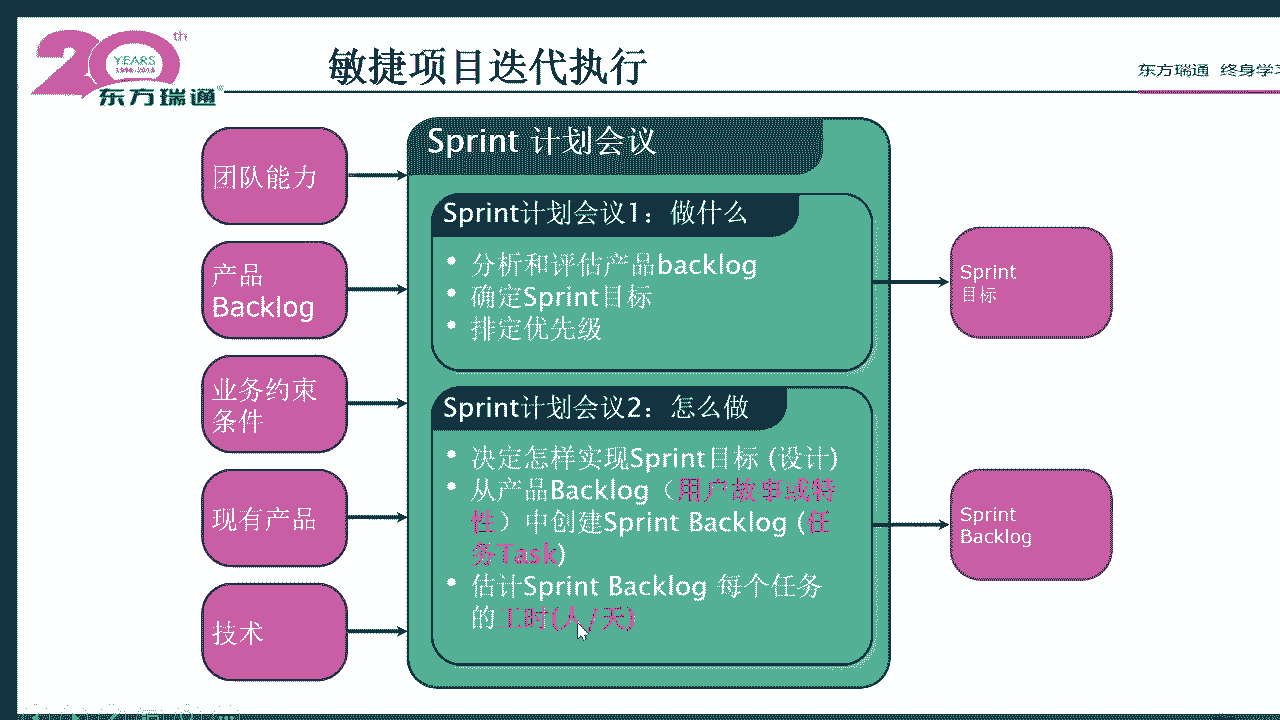 20th
YEARS
东方瑞通
敏捷项目迭代执行
东方瑞通 终身学习
团队能力
产品
Backlog
业务约束
条件
现有产品
技术
Sprint 计划会议
Sprint计划会议1：做什么
• 分析和评估产品backlog
• 确定Sprint目标
• 排定优先级
Sprint计划会议2：怎么做
• 决定怎样实现Sprint目标 (设计)
• 从产品Backlog（用户故事或特
性）中创建Sprint Backlog (任
务Task)
• 估计Sprint Backlog 每个任务
的工时(人/天)
Sprint
目标
Sprint
Backlog